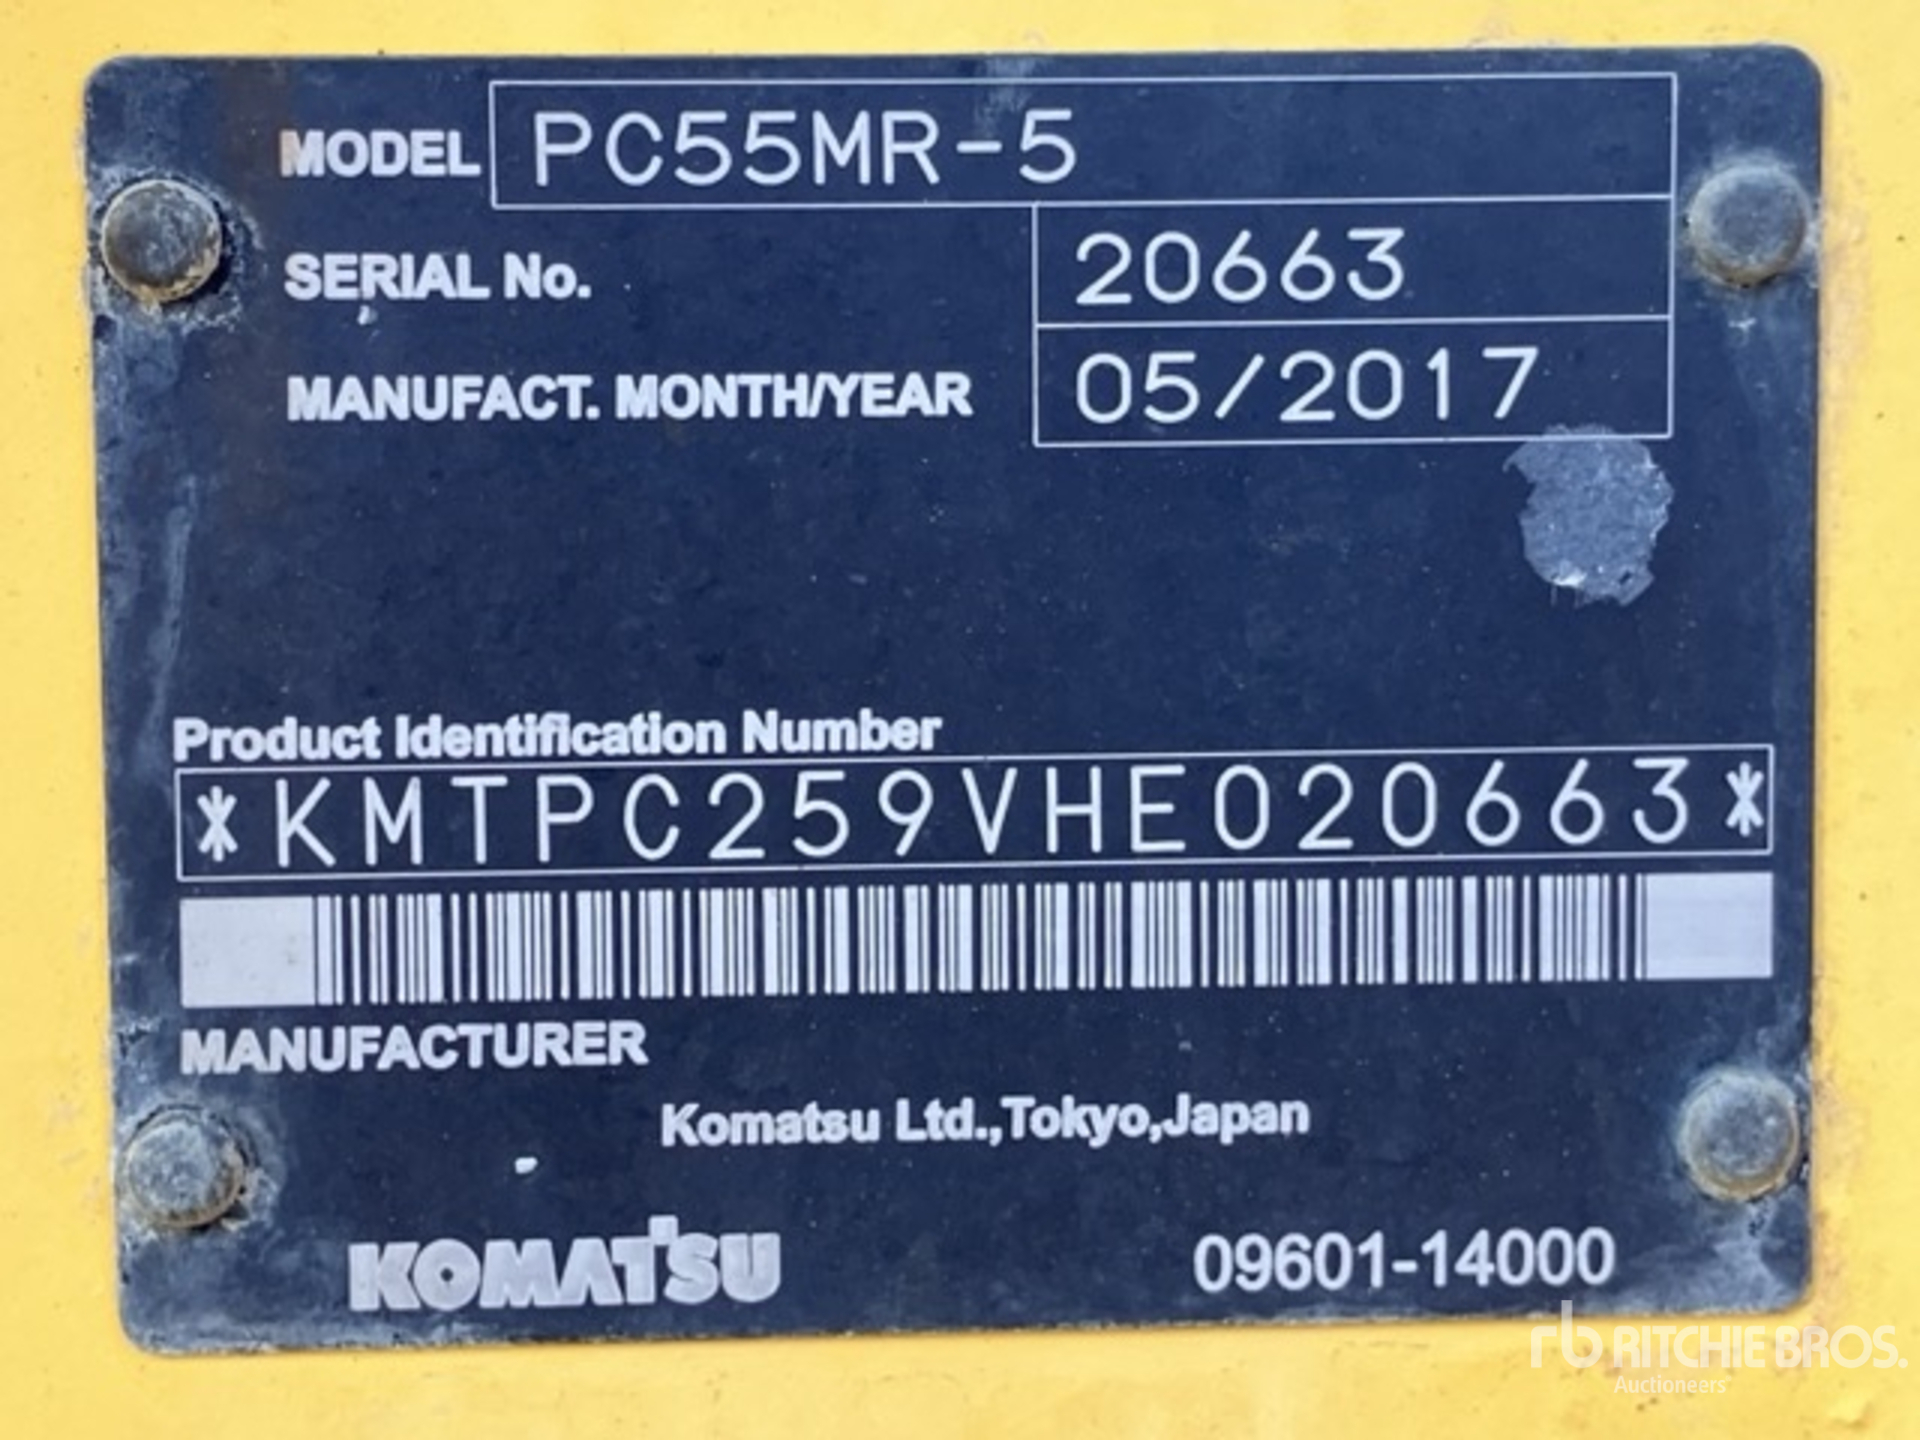 MODEL PC55MR-5
SERIAL No. 20663
MANUFACT. MONTH/YEAR 05/2017
Product Identification Number
*KMTPC259VHE020663*
MANUFACTURER
Komatsu Ltd.,Tokyo,Japan
KOMATSU 09601-14000
rb RITCHIE BROS.
Auctioneers